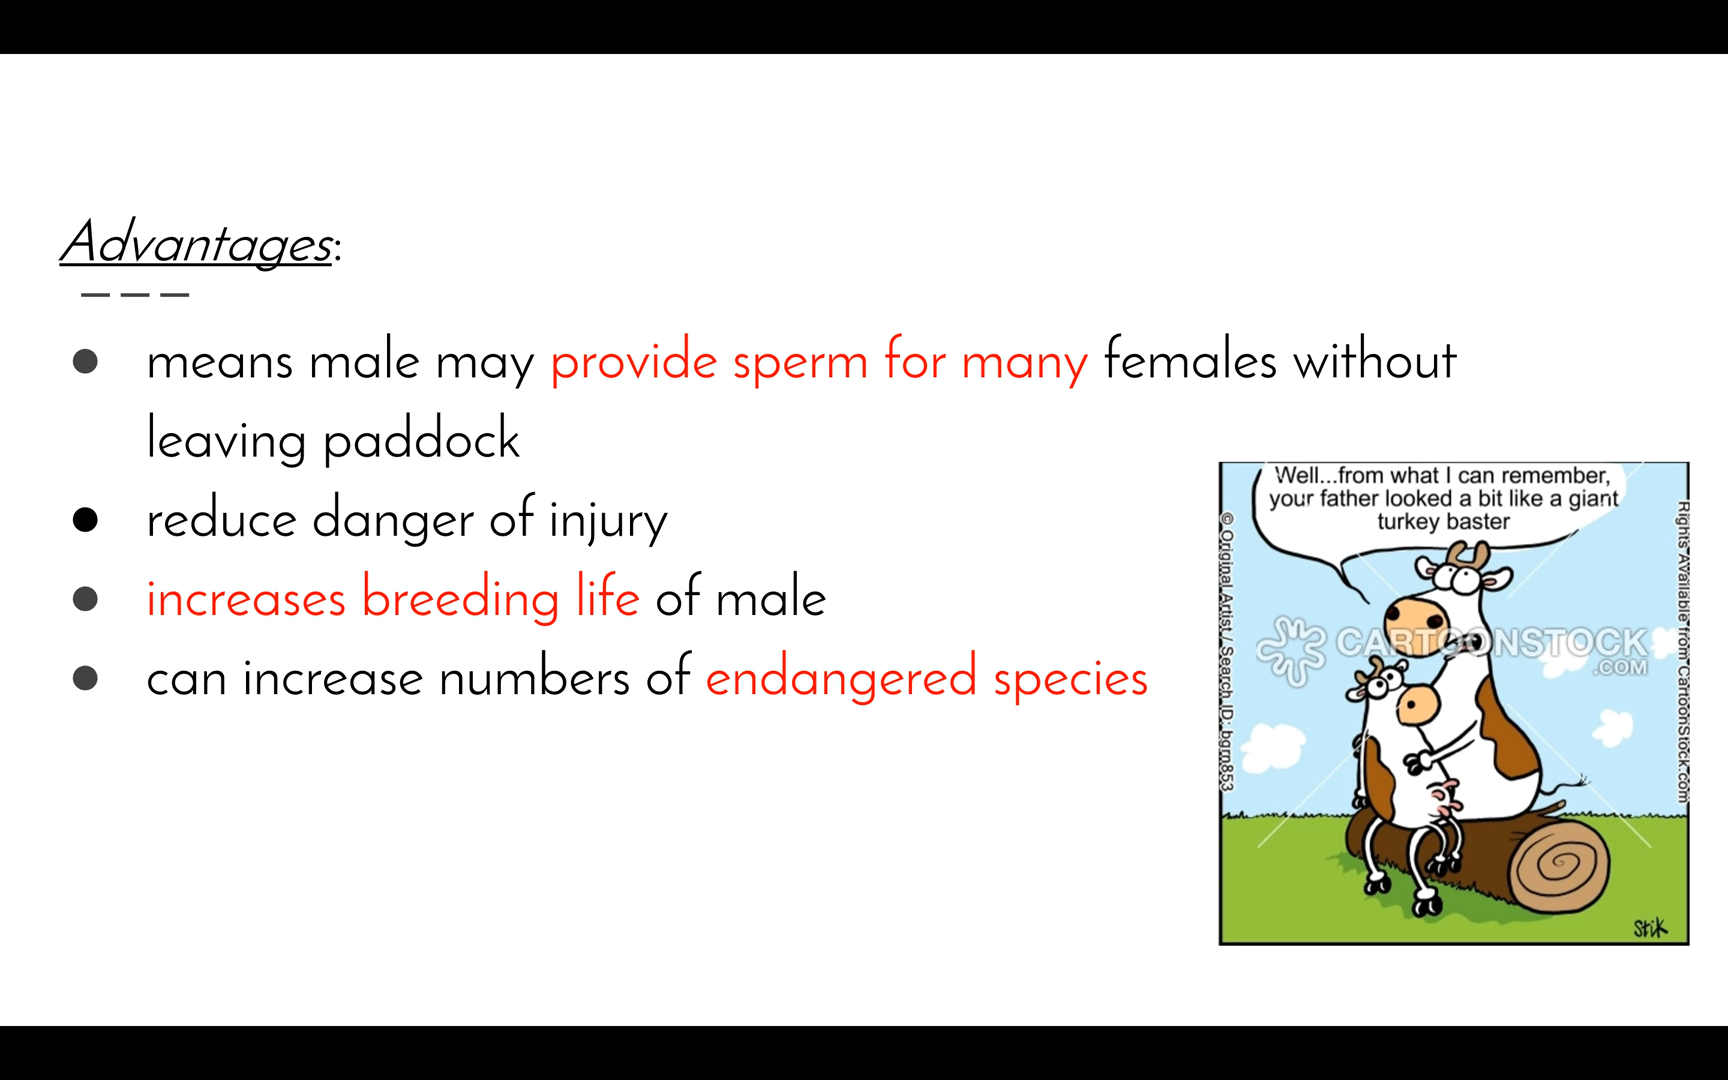 Advantages:
means male may provide sperm for many females without
leaving paddock
reduce danger of injury
increases breeding life of male
can increase numbers of endangered species
Well...from what I can remember,
your father looked a bit like a giant
turkey baster
© Original Artist / Search ID: bgrn853
Rights Available from CartoonStock.com
CARTOONSTOCK
.COM
Stik